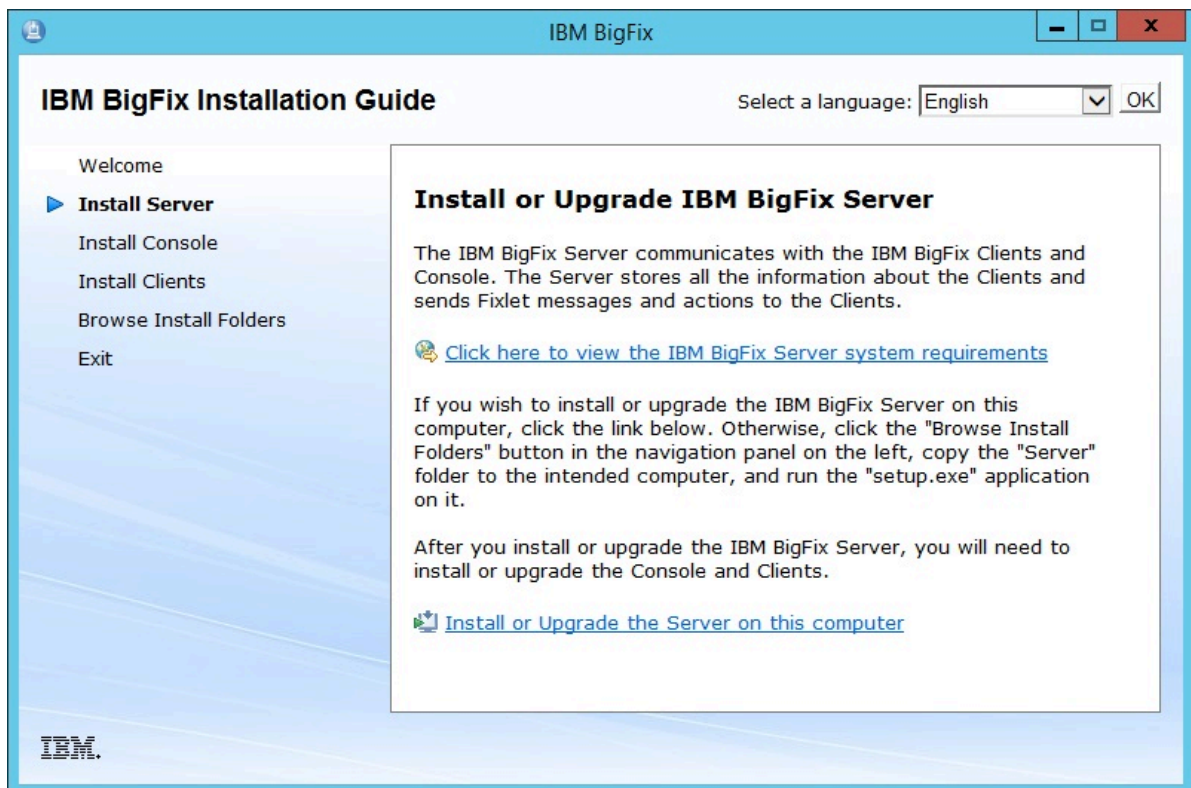 IBM BigFix
IBM BigFix Installation Guide
Select a language: English OK
Welcome
Install Server
Install Console
Install Clients
Browse Install Folders
Exit
Install or Upgrade IBM BigFix Server
The IBM BigFix Server communicates with the IBM BigFix Clients and
Console. The Server stores all the information about the Clients and
sends Fixlet messages and actions to the Clients.
Click here to view the IBM BigFix Server system requirements
If you wish to install or upgrade the IBM BigFix Server on this
computer, click the link below. Otherwise, click the "Browse Install
Folders" button in the navigation panel on the left, copy the "Server"
folder to the intended computer, and run the "setup.exe" application
on it.
After you install or upgrade the IBM BigFix Server, you will need to
install or upgrade the Console and Clients.
Install or Upgrade the Server on this computer
IBM.